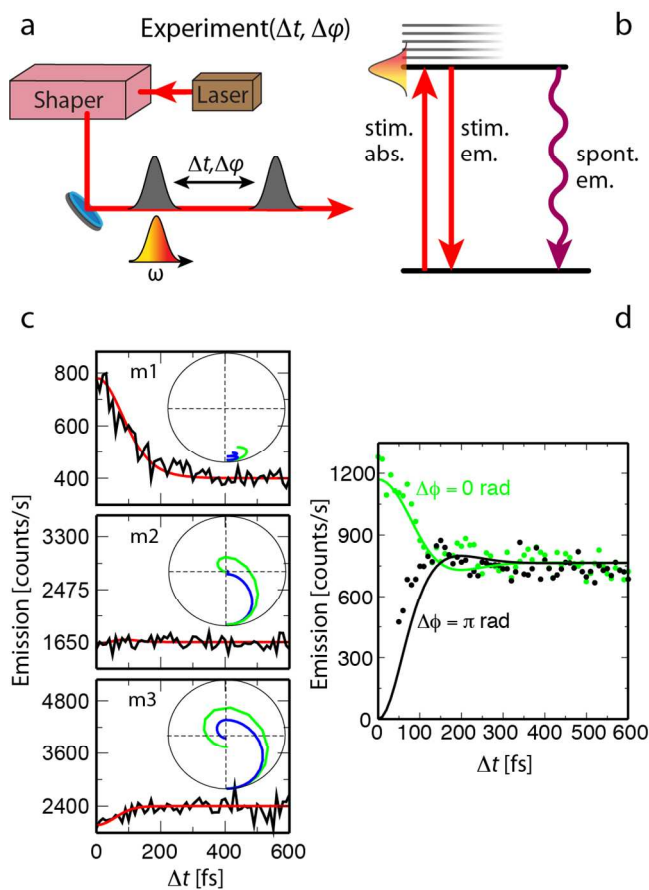 a
Experiment(Δt, Δφ)
b
Shaper
Laser
Δt,Δφ
ω
stim.
abs.
stim.
em.
spont.
em.
c
d
Emission [counts/s]
m1
800
600
400
m2
3300
2475
1650
m3
4800
3600
2400
0 200 400 600
Δt [fs]
Emission [counts/s]
1200
900
750
300
0
Δϕ = 0 rad
Δϕ = π rad
0 100 200 300 400 500 600
Δt [fs]